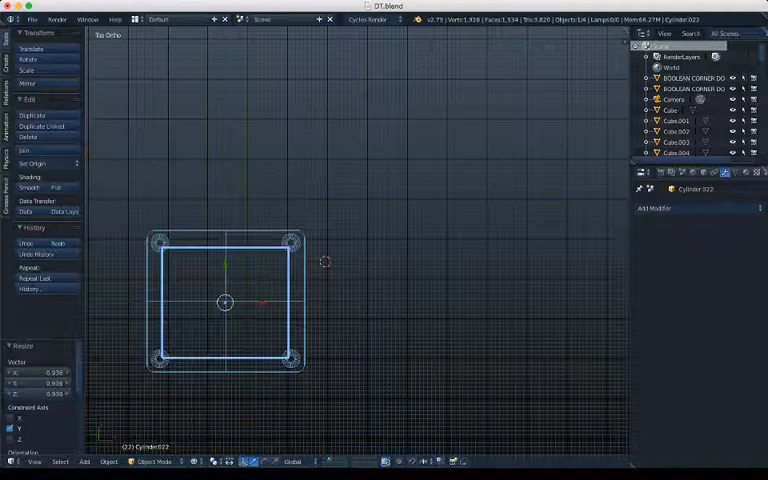 DT.blend
File Render Window Help Default Scene Cycles Render v2.79 | Verts:1,928 | Faces:1,534 | Tris:3,820 | Objects:1/4 | Lamps:0/0 | Mem:66.27M | Cylinder.022
Transform
Translate
Rotate
Scale
Mirror
Edit
Duplicate
Duplicate Linked
Delete
Join
Set Origin
Shading:
Smooth Flat
Data Transfer:
Data Data Layo
History
Undo Redo
Undo History
Repeat:
Repeat Last
History...
Tools
Create
Relations
Animation
Physics
Grease Pencil
Resize
Vector
X: 0.936
Y: 0.936
Z: 0.936
Constraint Axis
X
Y
Z
Orientation
Top Ortho
(22) Cylinder.022
View Select Add Object Object Mode Global
View Search All Scenes
Scene
RenderLayers
World
BOOLEAN CORNER DO
BOOLEAN CORNER DO
Camera
Cube
Cube.001
Cube.002
Cube.003
Cube.004
Cylinder.022
Add Modifier